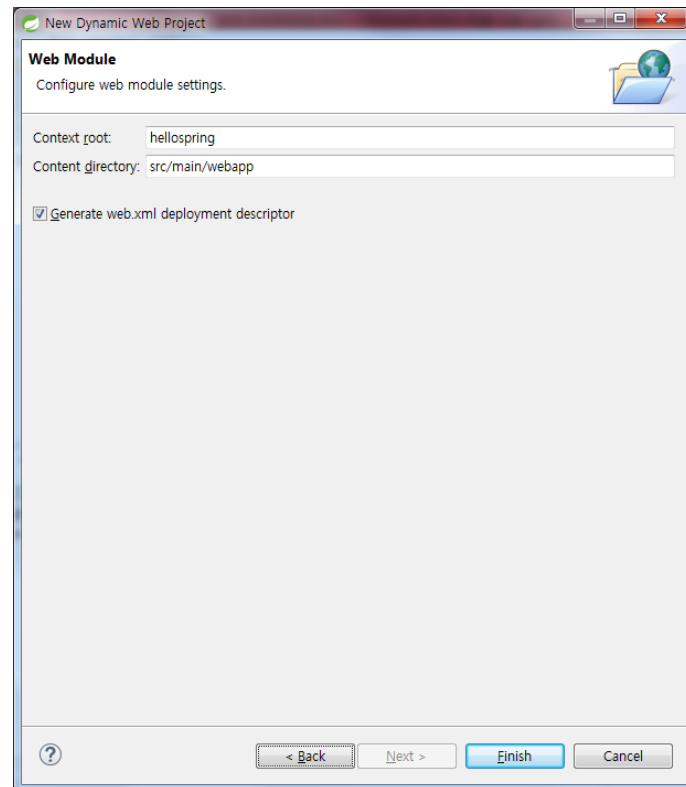 New Dynamic Web Project
Web Module
Configure web module settings.
Context root: hellospring
Content directory: src/main/webapp
Generate web.xml deployment descriptor
? < Back Next > Finish Cancel